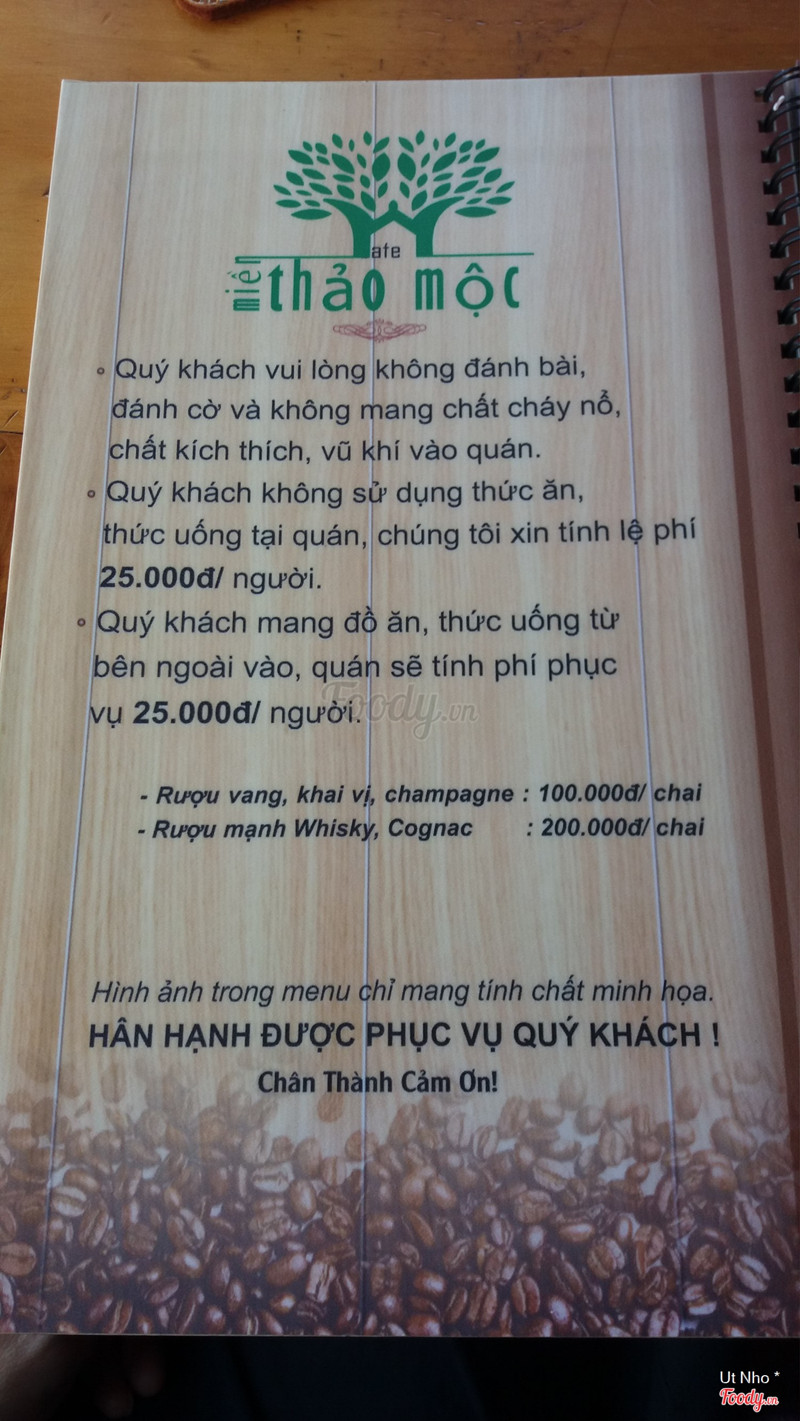 afe
miền
thảo mộc
Quý khách vui lòng không đánh bài,
đánh cờ và không mang chất cháy nổ,
chất kích thích, vũ khí vào quán.
Quý khách không sử dụng thức ăn,
thức uống tại quán, chúng tôi xin tính lệ phí
25.000đ/ người.
Quý khách mang đồ ăn, thức uống từ
bên ngoài vào, quán sẽ tính phí phục
vụ 25.000đ/ người.
Foody.vn
- Rượu vang, khai vị, champagne : 100.000đ/ chai
- Rượu mạnh Whisky, Cognac : 200.000đ/ chai
Hình ảnh trong menu chỉ mang tính chất minh họa.
HÂN HẠNH ĐƯỢC PHỤC VỤ QUÝ KHÁCH !
Chân Thành Cảm Ơn!
Ut Nho *
Foody.vn